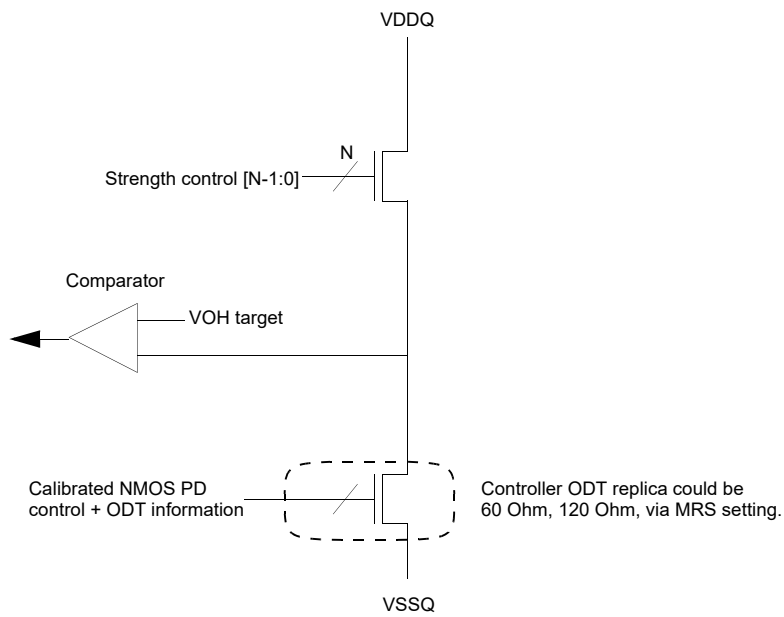 VDDQ
N
Strength control [N-1:0]
Comparator
VOH target
Calibrated NMOS PD
control + ODT information
Controller ODT replica could be
60 Ohm, 120 Ohm, via MRS setting.
VSSQ